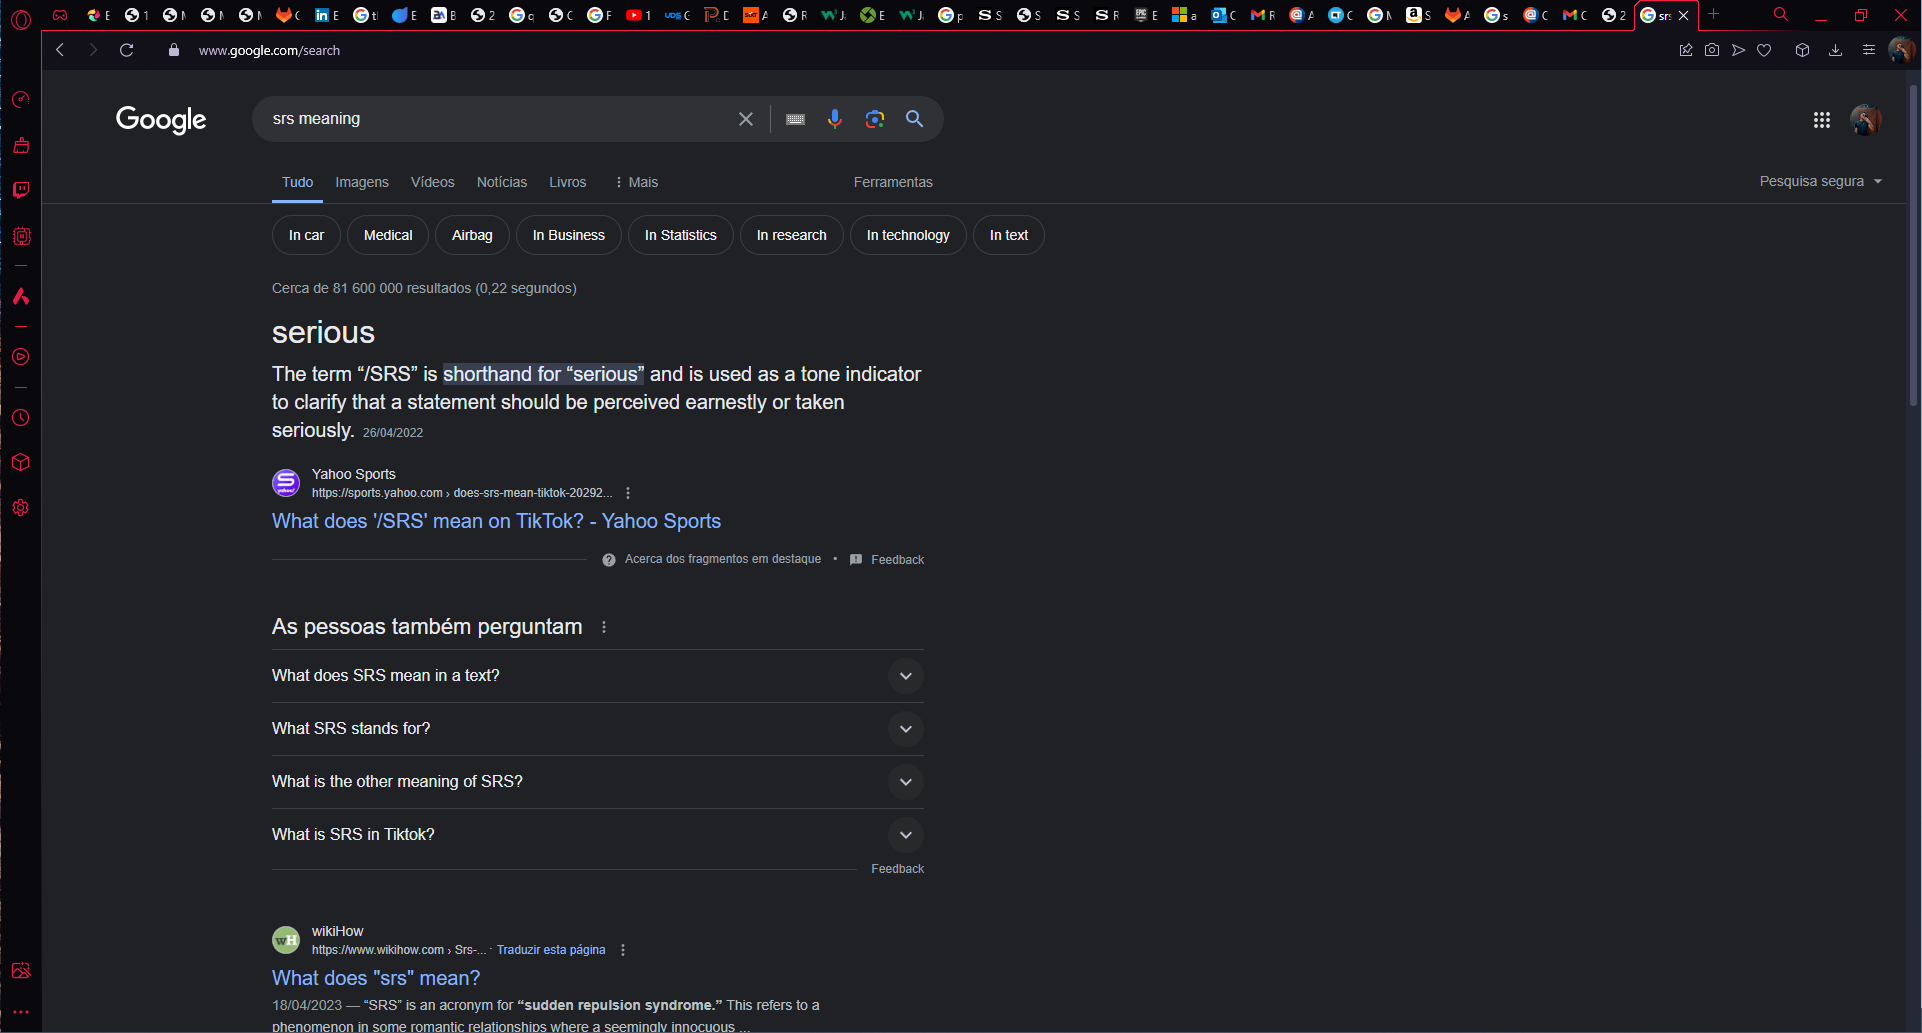 www.google.com/search
Google
srs meaning
Tudo Imagens Vídeos Notícias Livros Mais Ferramentas Pesquisa segura
In car Medical Airbag In Business In Statistics In research In technology In text
Cerca de 81 600 000 resultados (0,22 segundos)
serious
The term “/SRS” is shorthand for “serious” and is used as a tone indicator
to clarify that a statement should be perceived earnestly or taken
seriously. 26/04/2022
Yahoo Sports
https://sports.yahoo.com › does-srs-mean-tiktok-20292...
What does '/SRS' mean on TikTok? - Yahoo Sports
Acerca dos fragmentos em destaque • Feedback
As pessoas também perguntam
What does SRS mean in a text?
What SRS stands for?
What is the other meaning of SRS?
What is SRS in Tiktok?
Feedback
wikiHow
https://www.wikihow.com › Srs-... · Traduzir esta página
What does "srs" mean?
18/04/2023 — “SRS” is an acronym for “sudden repulsion syndrome.” This refers to a
phenomenon in some romantic relationships where a seemingly innocuous ...